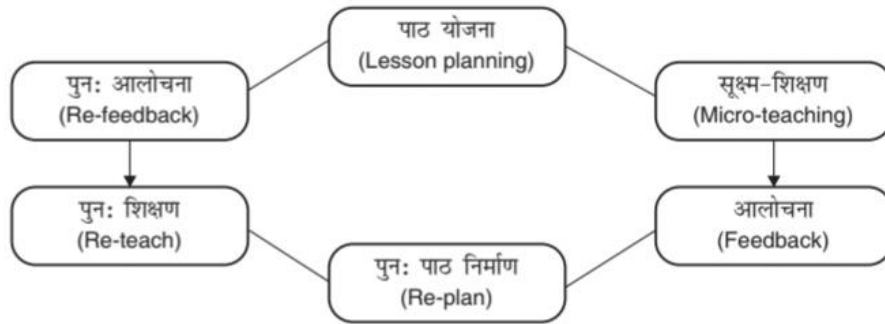 पाठ योजना
(Lesson planning)
पुन: आलोचना
(Re-feedback)
सूक्ष्म-शिक्षण
(Micro-teaching)
पुन: शिक्षण
(Re-teach)
आलोचना
(Feedback)
पुन: पाठ निर्माण
(Re-plan)